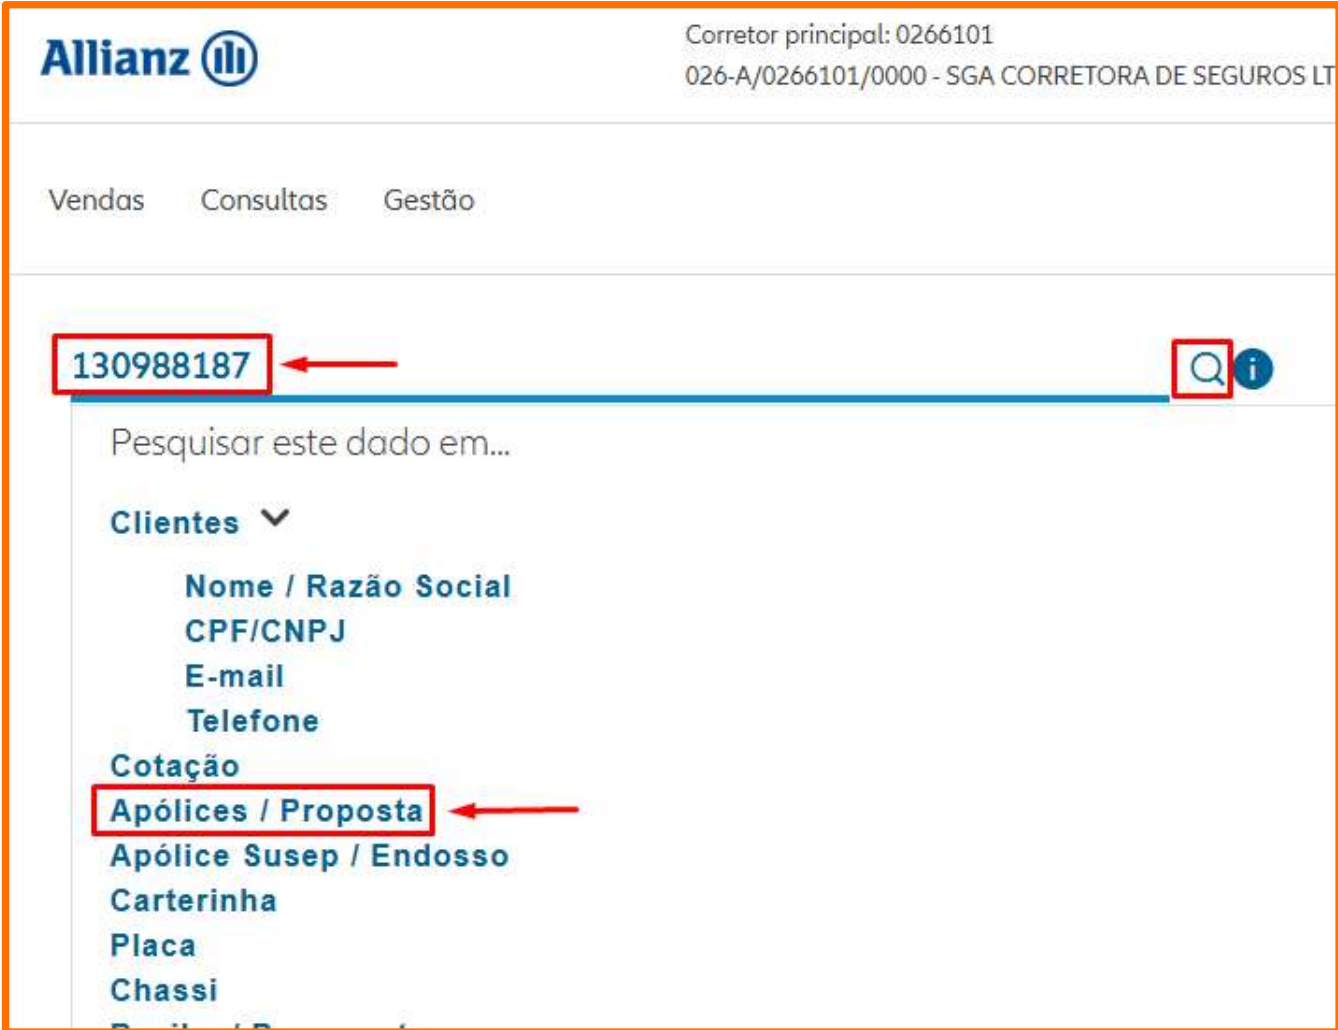 Allianz
Corretor principal: 0266101
026-A/0266101/0000 - SGA CORRETORA DE SEGUROS LT
Vendas Consultas Gestão
130988187
Pesquisar este dado em...
Clientes
Nome / Razão Social
CPF/CNPJ
E-mail
Telefone
Cotação
Apólices / Proposta
Apólice Susep / Endosso
Carterinha
Placa
Chassi